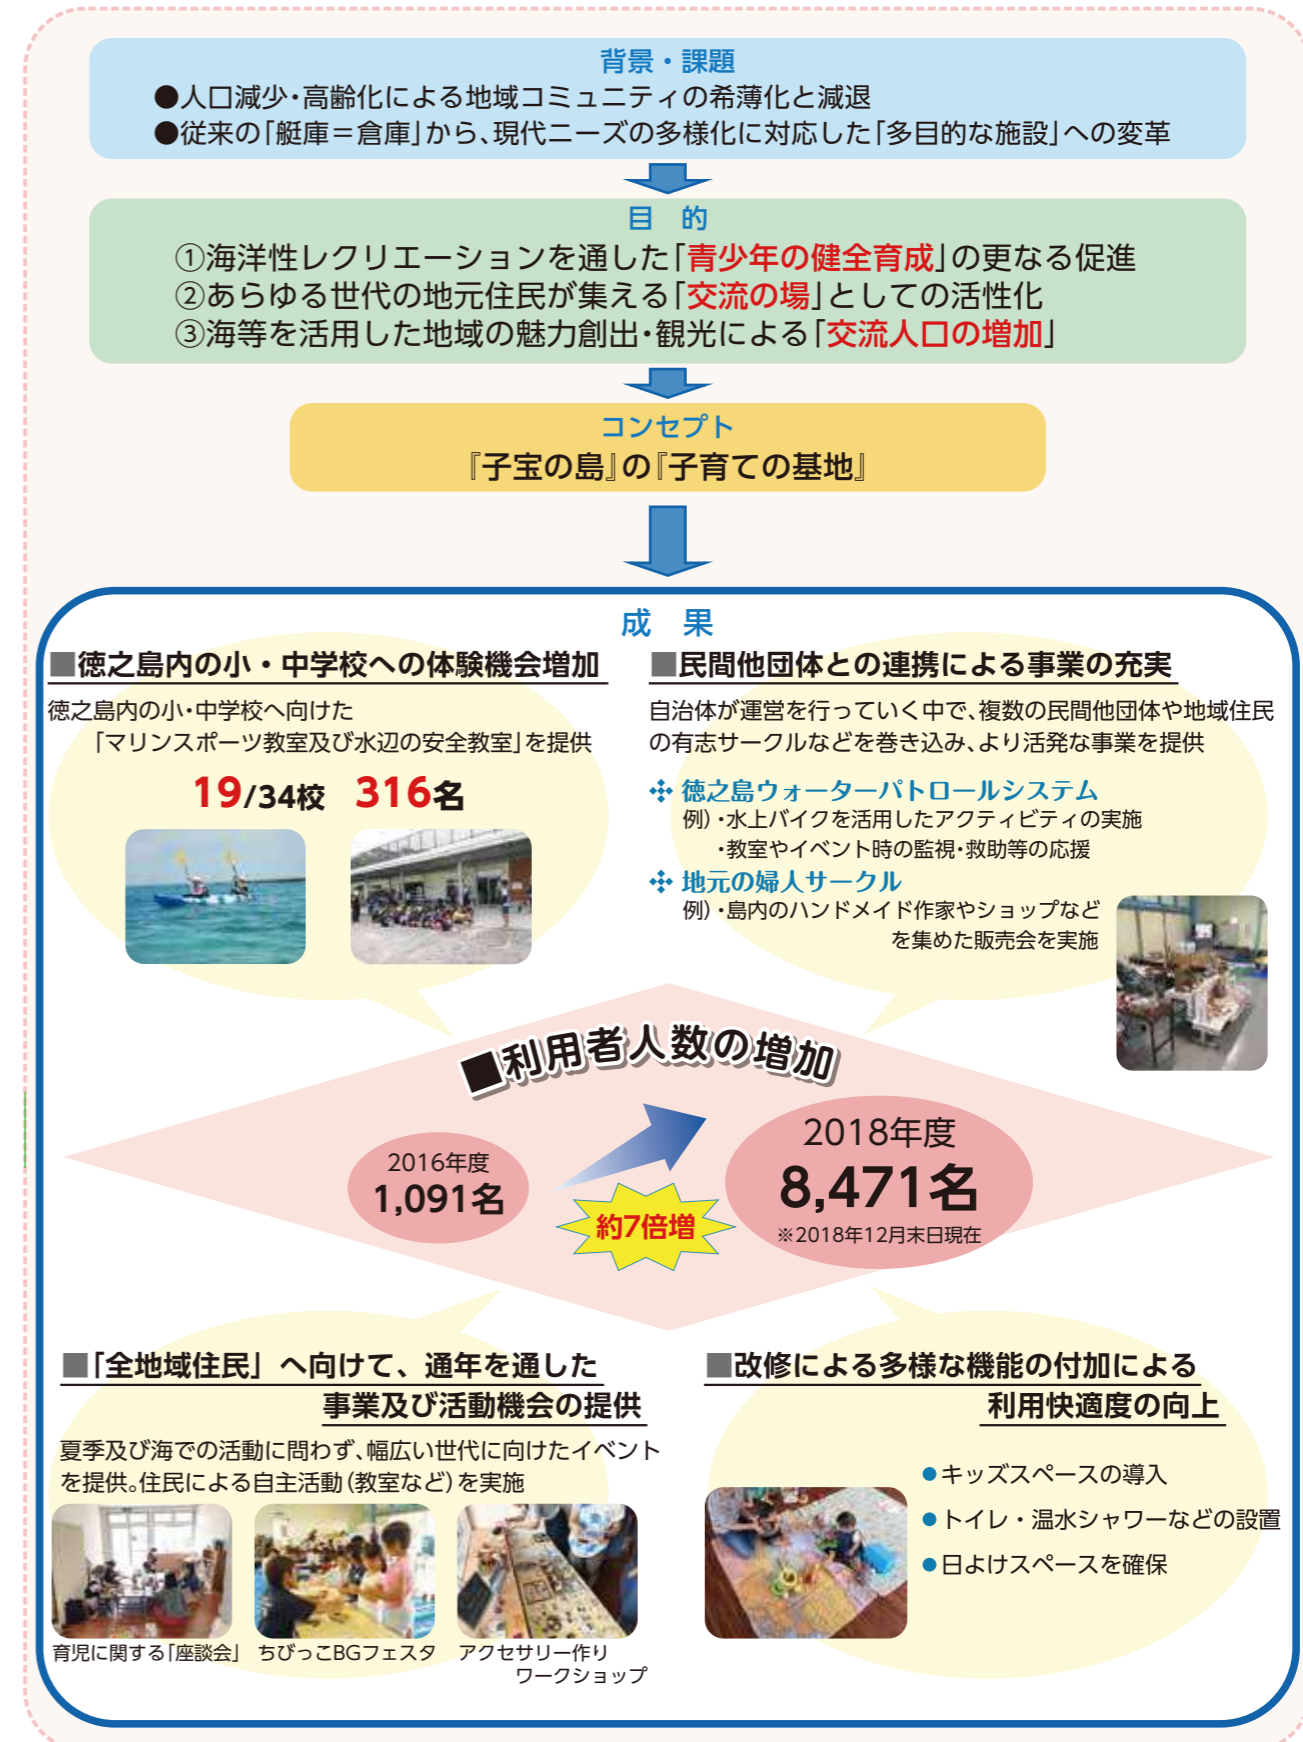 背景・課題
●人口減少・高齢化による地域コミュニティの希薄化と減退
●従来の「艇庫＝倉庫」から、現代ニーズの多様化に対応した「多目的な施設」への変革
目　的
①海洋性レクリエーションを通した「青少年の健全育成」の更なる促進
②あらゆる世代の地元住民が集える「交流の場」としての活性化
③海等を活用した地域の魅力創出・観光による「交流人口の増加」
コンセプト
『子宝の島』の『子育ての基地』
成　果
■徳之島内の小・中学校への体験機会増加
徳之島内の小・中学校へ向けた
「マリンスポーツ教室及び水辺の安全教室」を提供
19/34校　316名
■民間他団体との連携による事業の充実
自治体が運営を行っていく中で、複数の民間他団体や地域住民
の有志サークルなどを巻き込み、より活発な事業を提供
徳之島ウォーターパトロールシステム
例）・水上バイクを活用したアクティビティの実施
・教室やイベント時の監視・救助等の応援
地元の婦人サークル
例）・島内のハンドメイド作家やショップなど
を集めた販売会を実施
■利用者人数の増加
2016年度
1,091名
約7倍増
2018年度
8,471名
※2018年12月末日現在
■「全地域住民」へ向けて、通年を通した
事業及び活動機会の提供
夏季及び海での活動に問わず、幅広い世代に向けたイベント
を提供。住民による自主活動（教室など）を実施
育児に関する「座談会」
ちびっこBGフェスタ
アクセサリー作り
ワークショップ
■改修による多様な機能の付加による
利用快適度の向上
●キッズスペースの導入
●トイレ・温水シャワーなどの設置
●日よけスペースを確保